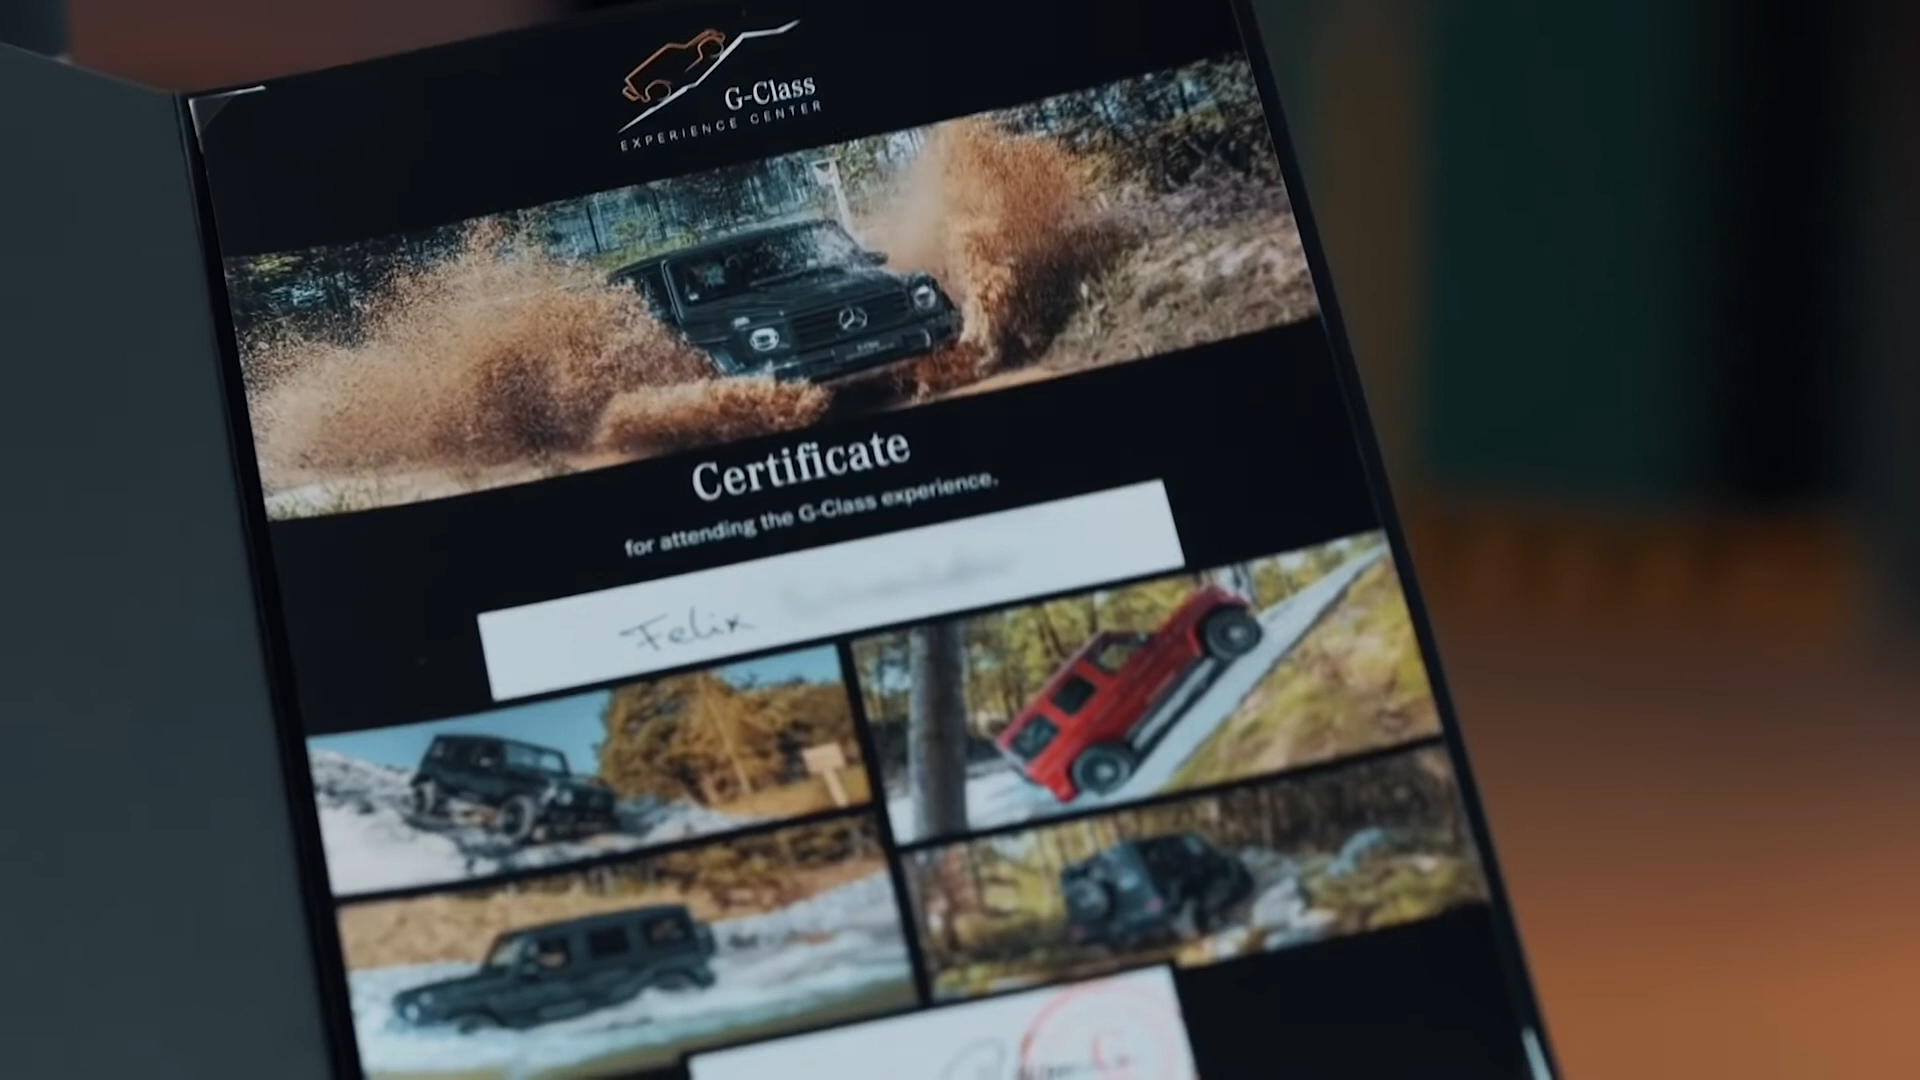 G-Class
EXPERIENCE CENTER
Certificate
for attending the G-Class experience.
Felix